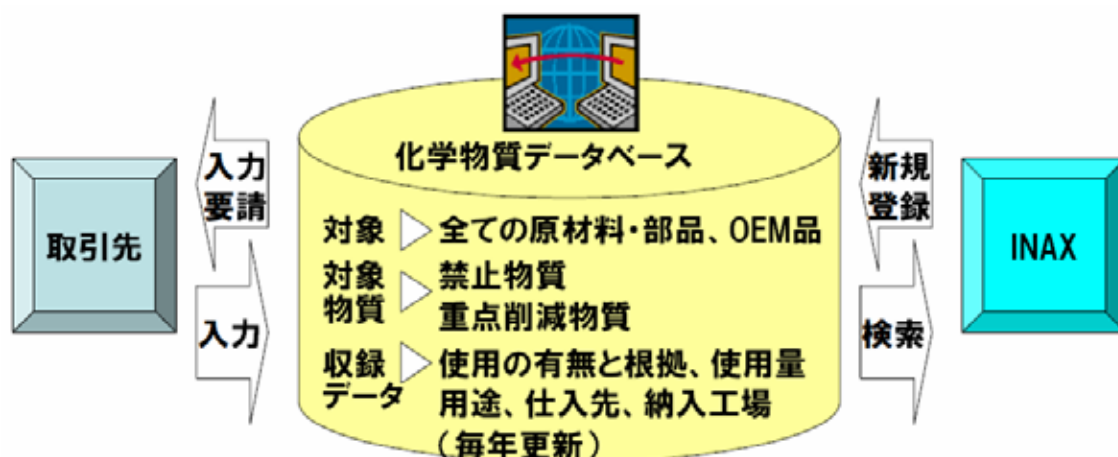 化学物質データベース
入力
要請
取引先
入力
対象
全ての原材料・部品、OEM品
対象
物質
禁止物質
重点削減物質
収録
データ
使用の有無と根拠、使用量
用途、仕入先、納入工場
（毎年更新）
新規
登録
INAX
検索